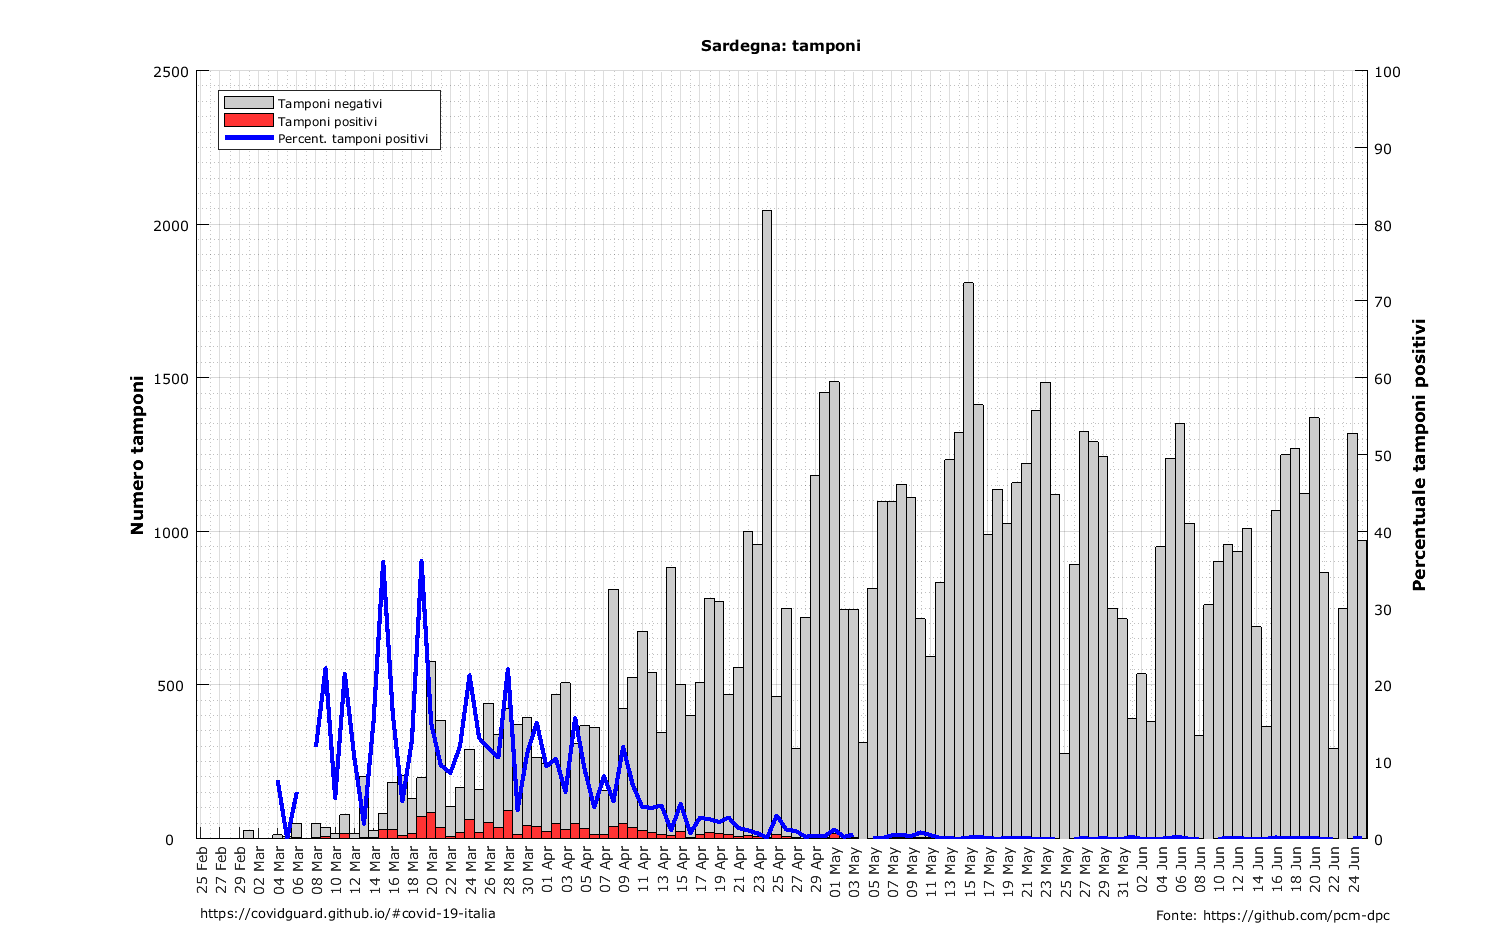 Sardegna: tamponi
Tamponi negativi
Tamponi positivi
Percent. tamponi positivi
Numero tamponi
2500
2000
1500
1000
500
0
100
90
80
70
60
50
40
30
20
10
0
Percentuale tamponi positivi
25 Feb
27 Feb
29 Feb
02 Mar
04 Mar
06 Mar
08 Mar
10 Mar
12 Mar
14 Mar
16 Mar
18 Mar
20 Mar
22 Mar
24 Mar
26 Mar
28 Mar
30 Mar
01 Apr
03 Apr
05 Apr
07 Apr
09 Apr
11 Apr
13 Apr
15 Apr
17 Apr
19 Apr
21 Apr
23 Apr
25 Apr
27 Apr
29 Apr
01 May
03 May
05 May
07 May
09 May
11 May
13 May
15 May
17 May
19 May
21 May
23 May
25 May
27 May
29 May
31 May
02 Jun
04 Jun
06 Jun
08 Jun
10 Jun
12 Jun
14 Jun
16 Jun
18 Jun
20 Jun
22 Jun
24 Jun
https://covidguard.github.io/#covid-19-italia
Fonte: https://github.com/pcm-dpc